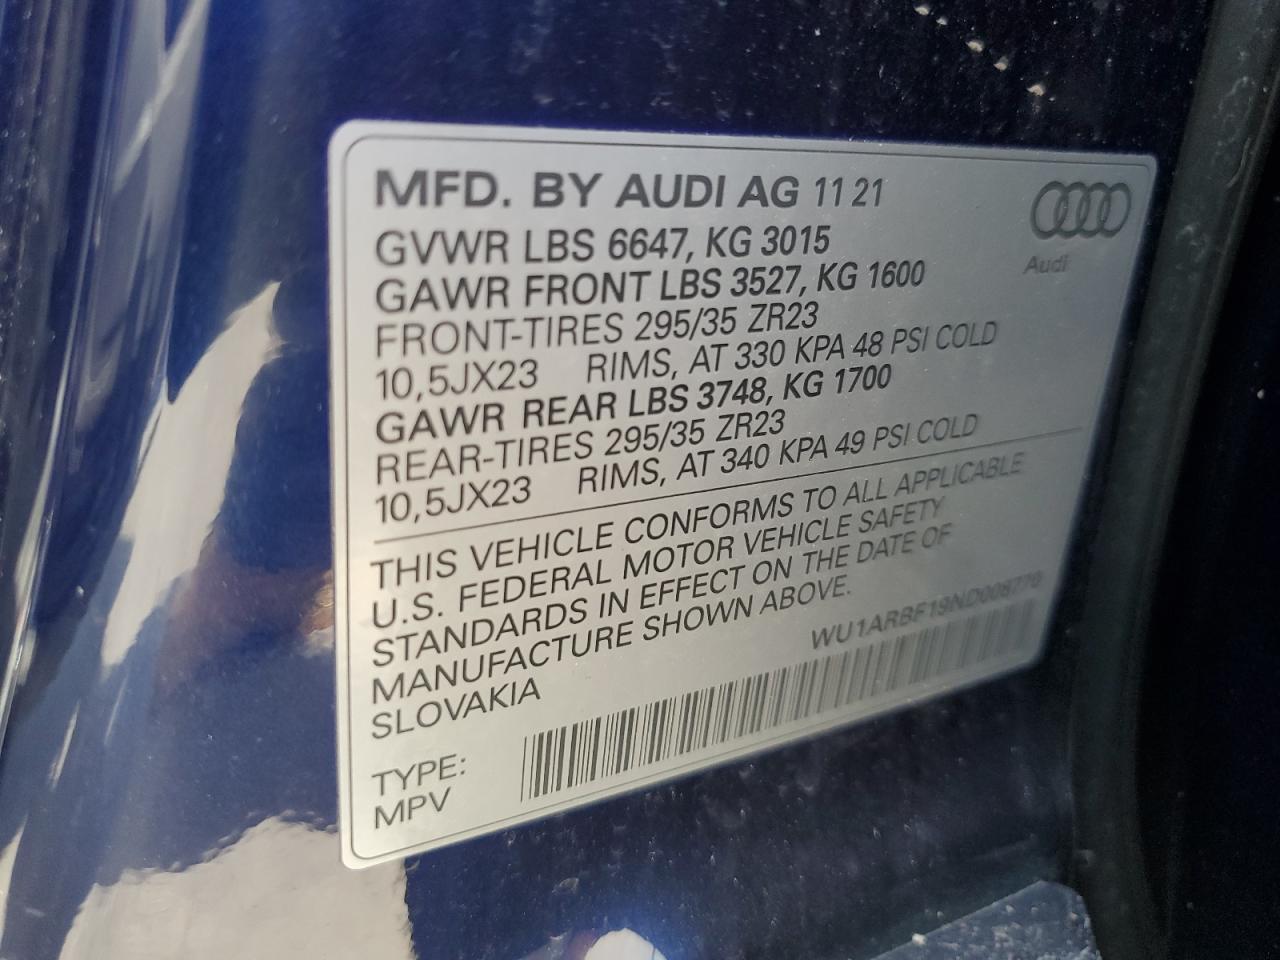 MFD. BY AUDI AG 11 21
Audi
GVWR LBS 6647, KG 3015
GAWR FRONT LBS 3527, KG 1600
FRONT-TIRES 295/35 ZR23
10,5JX23 RIMS, AT 330 KPA 48 PSI COLD
GAWR REAR LBS 3748, KG 1700
REAR-TIRES 295/35 ZR23
10,5JX23 RIMS, AT 340 KPA 49 PSI COLD
THIS VEHICLE CONFORMS TO ALL APPLICABLE
U.S. FEDERAL MOTOR VEHICLE SAFETY
STANDARDS IN EFFECT ON THE DATE OF
MANUFACTURE SHOWN ABOVE.
SLOVAKIA
TYPE:
MPV